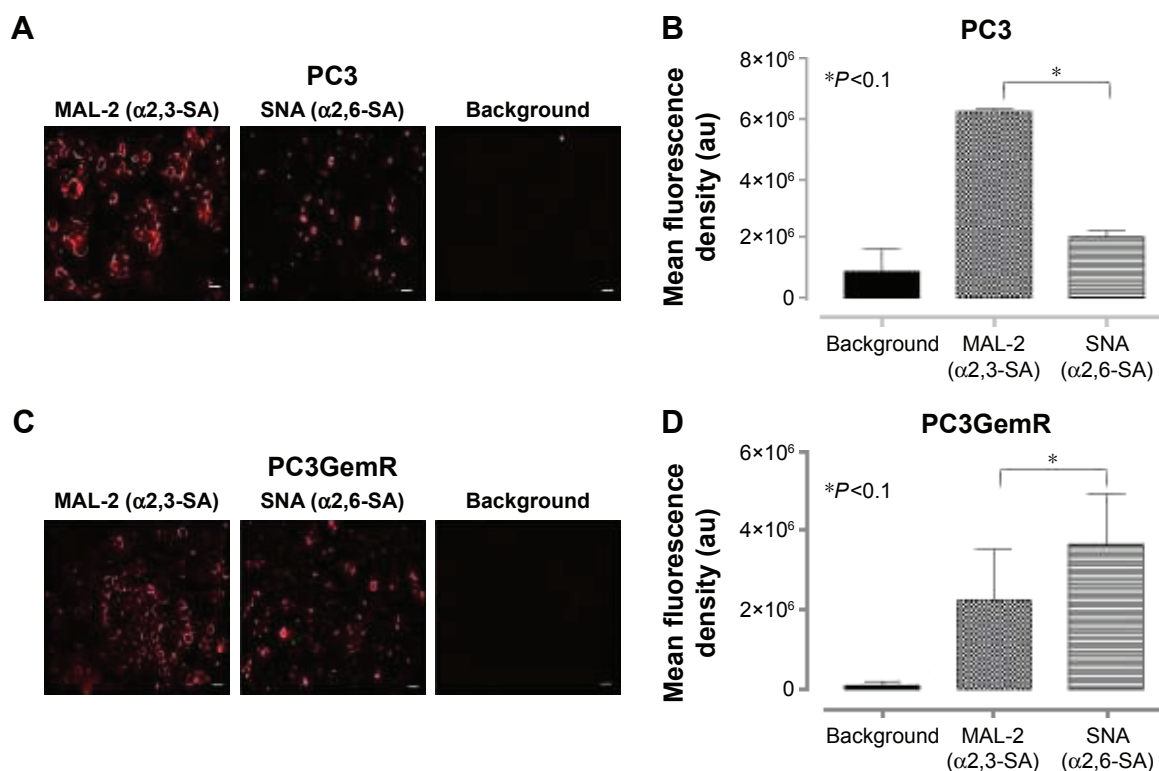 A
PC3
MAL-2 (α2,3-SA) SNA (α2,6-SA) Background
B
PC3
Mean fluorescence
density (au)
8×10⁶
6×10⁶
4×10⁶
2×10⁶
0
*P<0.1
*
Background MAL-2 SNA
(α2,3-SA) (α2,6-SA)
C
PC3GemR
MAL-2 (α2,3-SA) SNA (α2,6-SA) Background
D
PC3GemR
Mean fluorescence
density (au)
6×10⁶
4×10⁶
2×10⁶
0
*P<0.1
*
Background MAL-2 SNA
(α2,3-SA) (α2,6-SA)